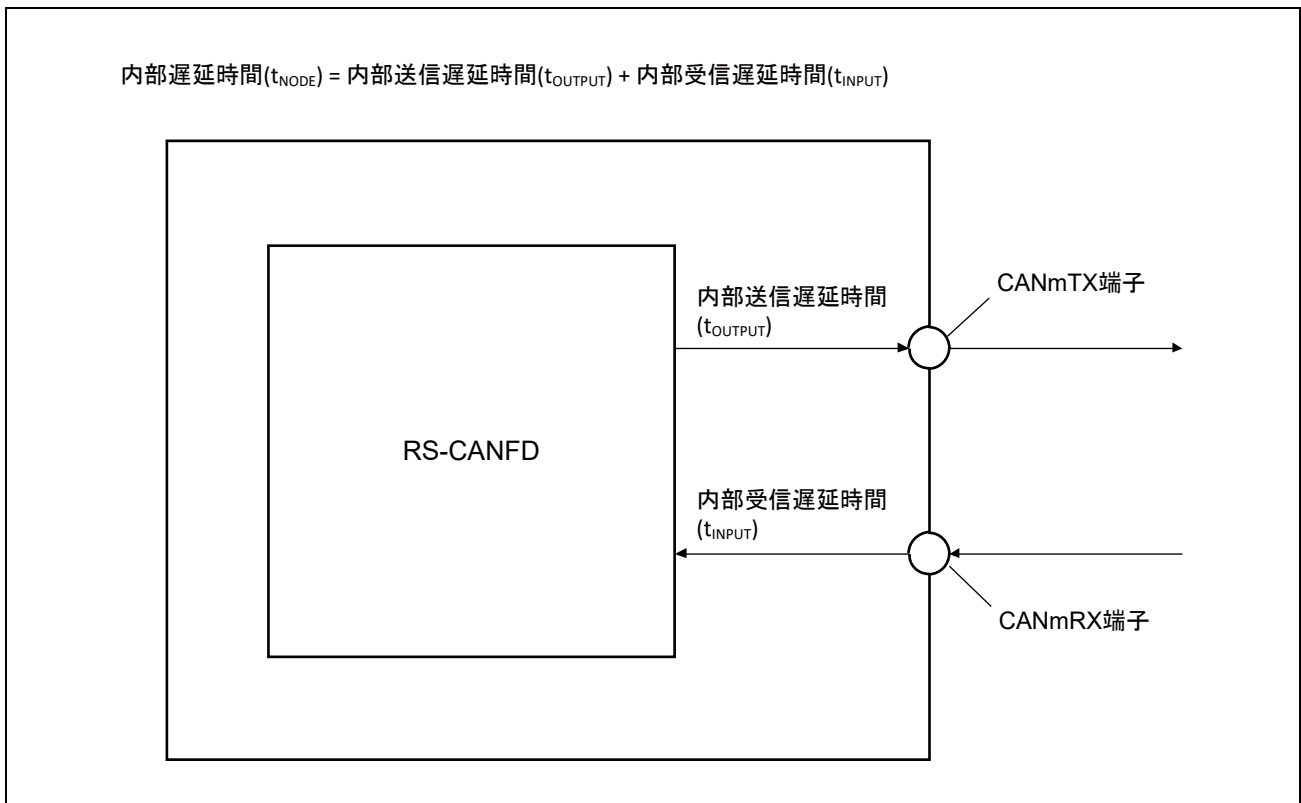 内部遅延時間(tNODE) = 内部送信遅延時間(tOUTPUT) + 内部受信遅延時間(tINPUT)
CANmTX端子
内部送信遅延時間
(tOUTPUT)
RS-CANFD
内部受信遅延時間
(tINPUT)
CANmRX端子